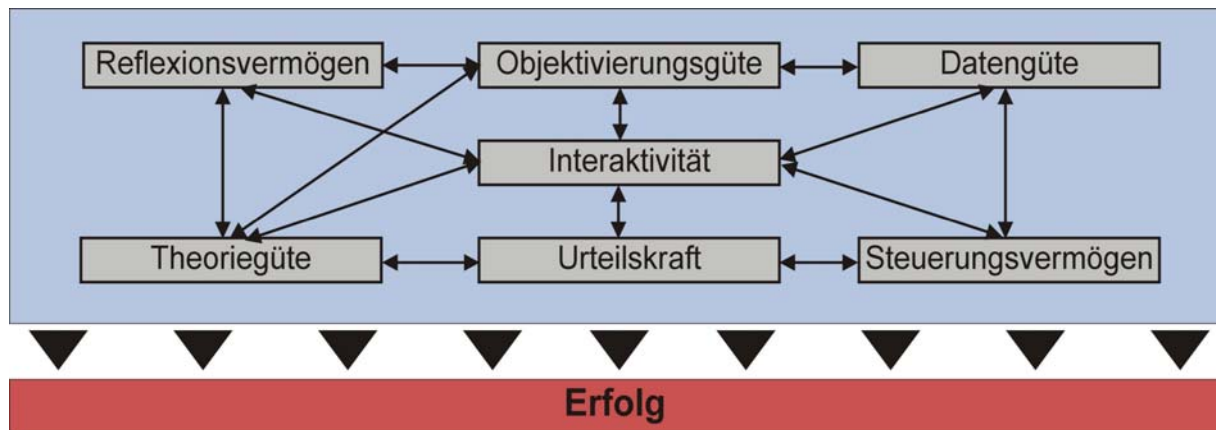 Reflexionsvermögen
Objektivierungsgüte
Datengüte
Interaktivität
Theoriegüte
Urteilskraft
Steuerungsvermögen
Erfolg